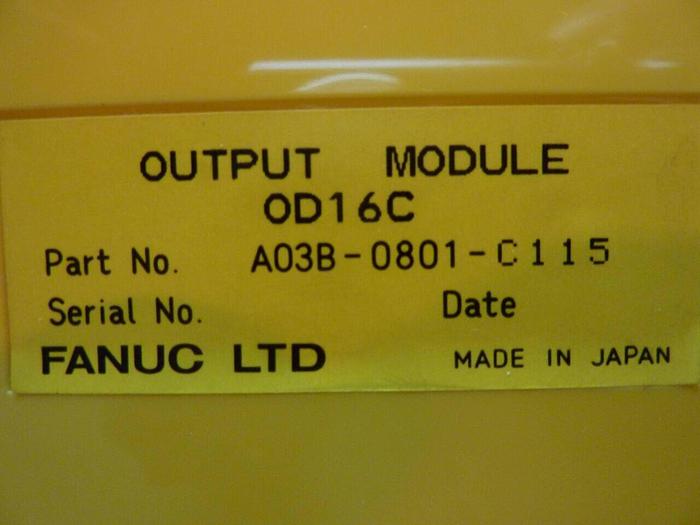 OUTPUT MODULE
OD16C
Part No. A03B-0801-C115
Serial No. Date
FANUC LTD MADE IN JAPAN